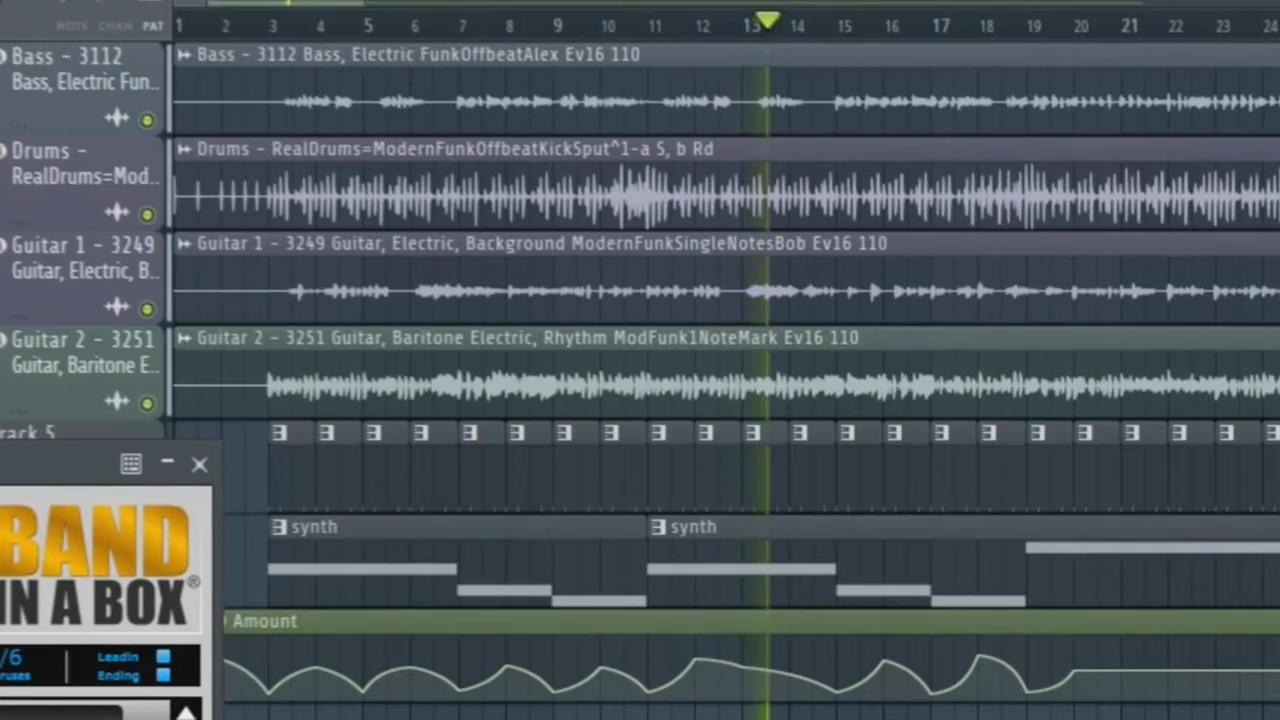 NOTE CHAN PAT
1 2 3 4 5 6 7 8 9 10 11 12 13 14 15 16 17 18 19 20 21 22 23 24
Bass - 3112
Bass, Electric Fun..
Bass - 3112 Bass, Electric FunkOffbeatAlex Ev16 110
Drums -
RealDrums=Mod..
Drums - RealDrums=ModernFunkOffbeatKickSput^1-a S, b Rd
Guitar 1 - 3249
Guitar, Electric, B..
Guitar 1 - 3249 Guitar, Electric, Background ModernFunkSingleNotesBob Ev16 110
Guitar 2 - 3251
Guitar, Baritone E..
Guitar 2 - 3251 Guitar, Baritone Electric, Rhythm ModFunk1NoteMark Ev16 110
rack 5
synth synth
BAND
IN A BOX®
Amount
/6
ruses
LeadIn
Ending